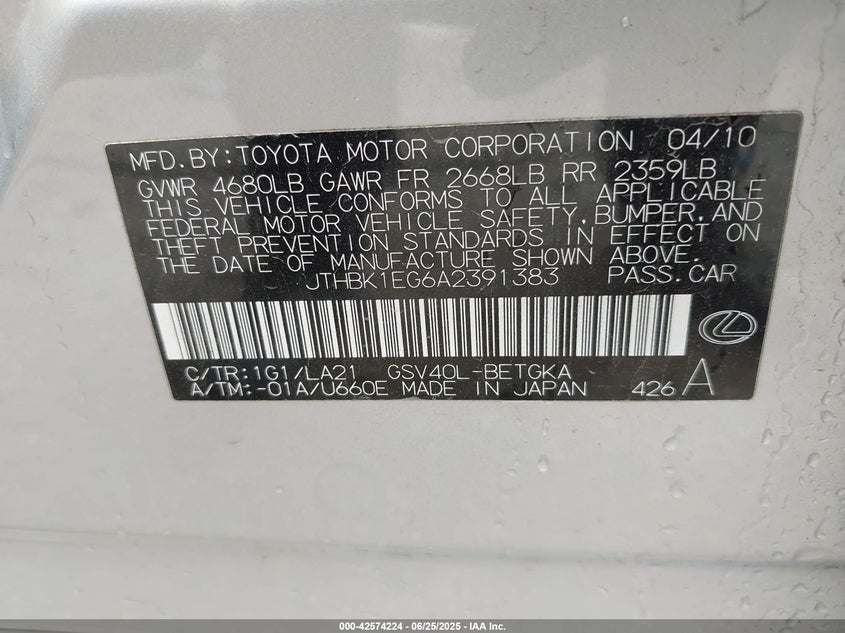 MFD.BY:TOYOTA MOTOR CORPORATION 04/10
GVWR 4680LB GAWR FR 2668LB RR 2359LB
THIS VEHICLE CONFORMS TO ALL APPLICABLE
FEDERAL MOTOR VEHICLE SAFETY,BUMPER,AND
THEFT PREVENTION STANDARDS IN EFFECT ON
THE DATE OF MANUFACTURE SHOWN ABOVE.
JTHBK1EG6A2391383 PASS.CAR
C/TR:1G1/LA21 GSV40L-BETGKA
A/TM:-01A/U660E MADE IN JAPAN 426 A
000-42574224 - 06/25/2025 - IAA Inc.